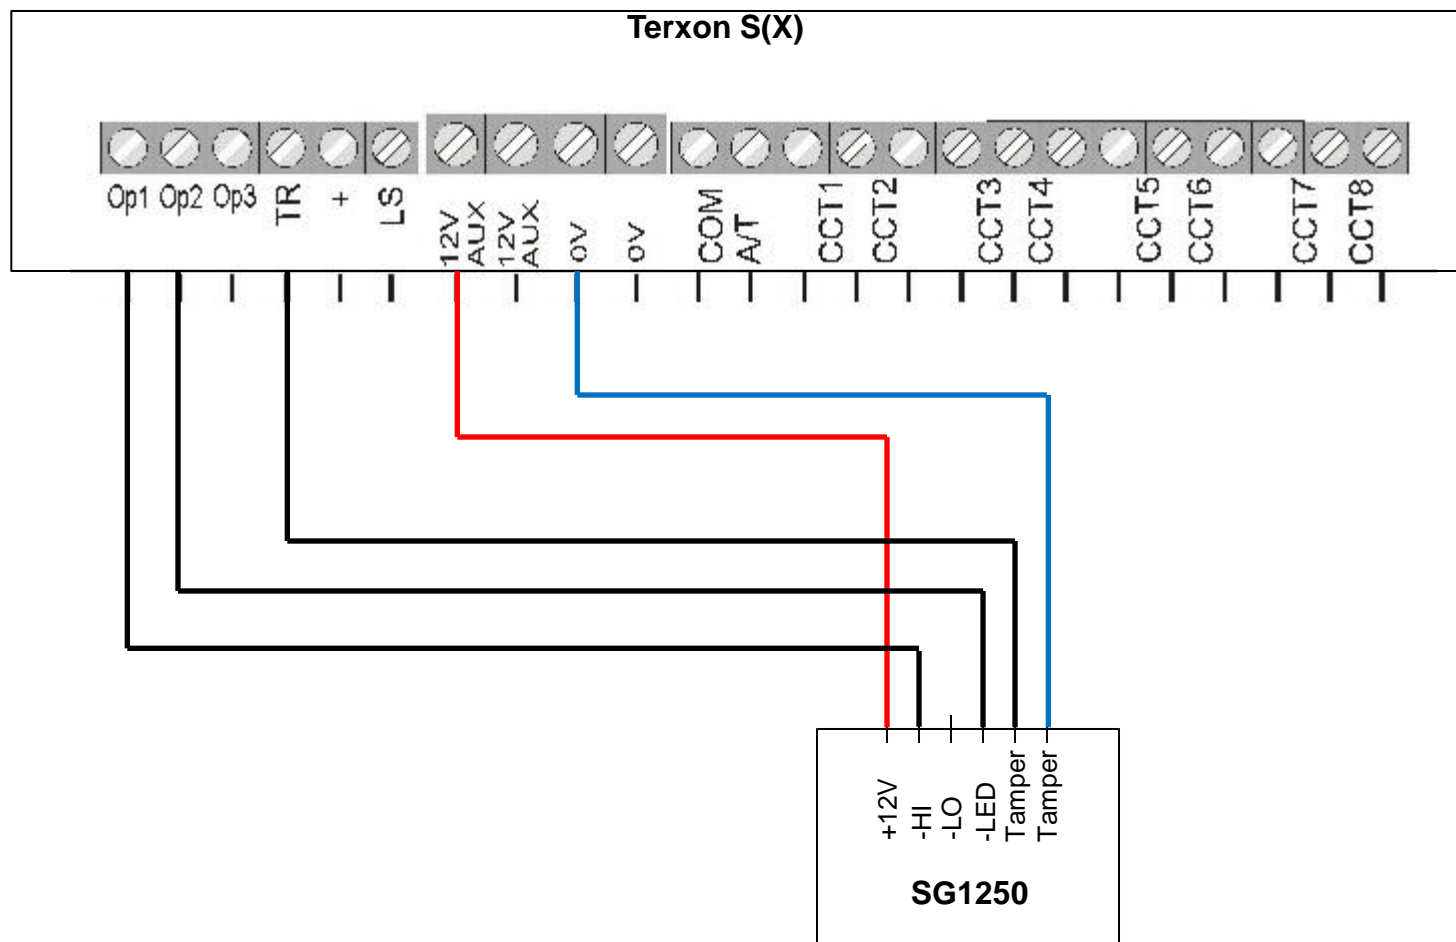 Terxon S(X)
Op1 Op2 Op3 TR + LS 12V AUX 12V AUX 0V 0V COM A/T CCT1 CCT2 CCT3 CCT4 CCT5 CCT6 CCT7 CCT8
+12V -HI -LO -LED Tamper Tamper
SG1250